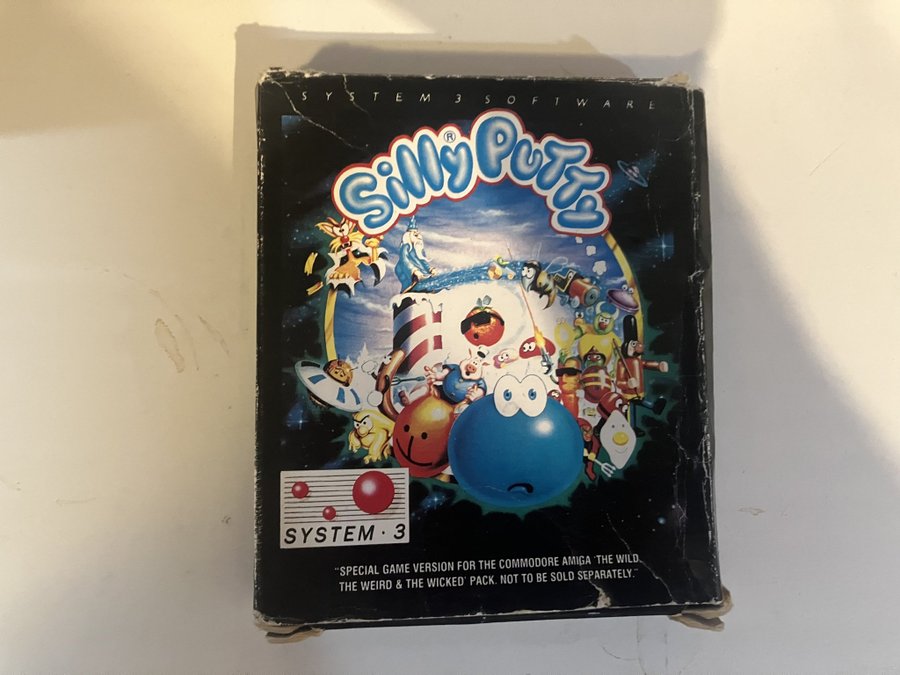 SYSTEM 3 SOFTWARE
Silly® Putty
SYSTEM · 3
"SPECIAL GAME VERSION FOR THE COMMODORE AMIGA 'THE WILD,
THE WEIRD & THE WICKED' PACK. NOT TO BE SOLD SEPARATELY."